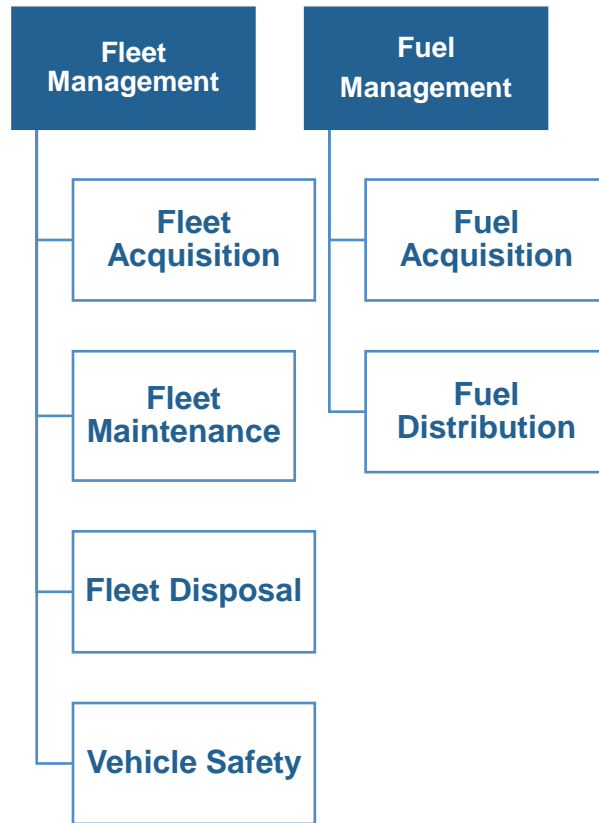 Fleet
Management
Fleet
Acquisition
Fleet
Maintenance
Fleet Disposal
Vehicle Safety
Fuel
Management
Fuel
Acquisition
Fuel
Distribution